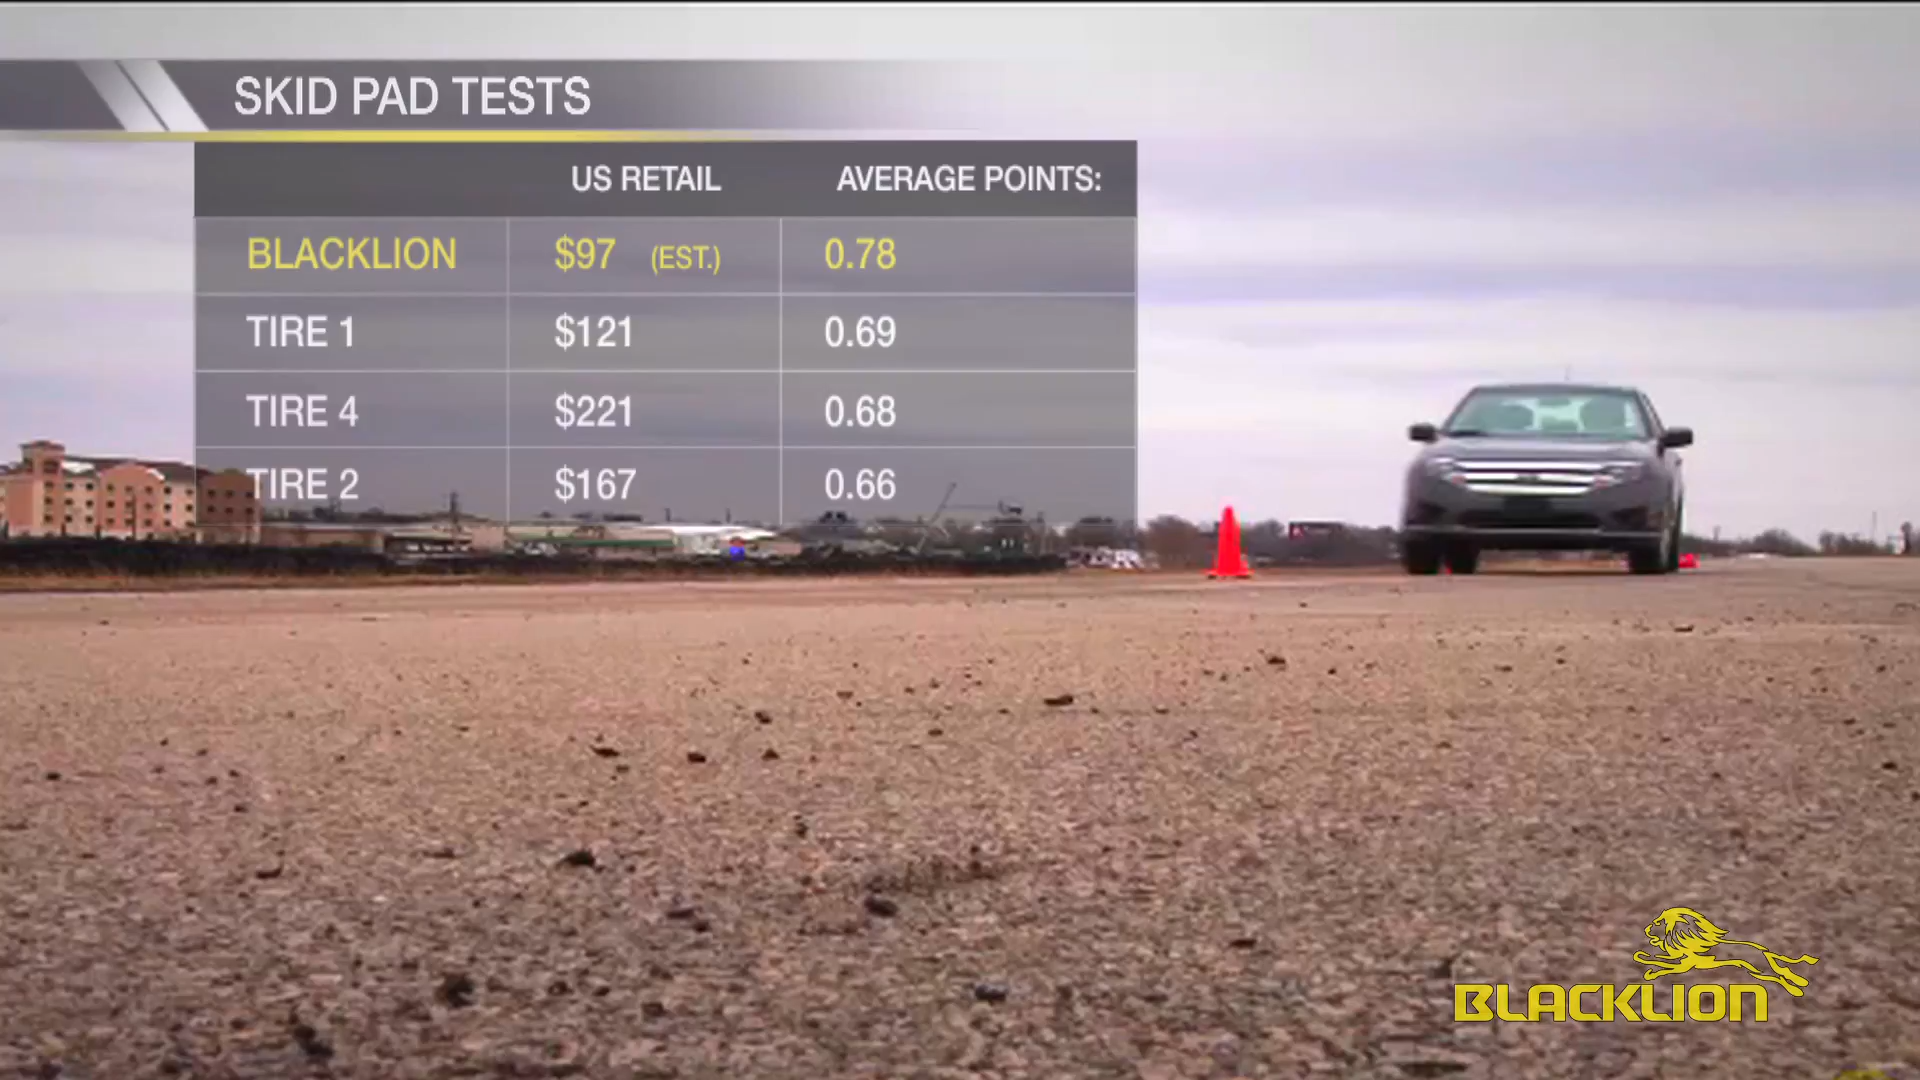 SKID PAD TESTS
US RETAIL AVERAGE POINTS:
BLACKLION $97 (EST.) 0.78
TIRE 1 $121 0.69
TIRE 4 $221 0.68
TIRE 2 $167 0.66
BLACKLION